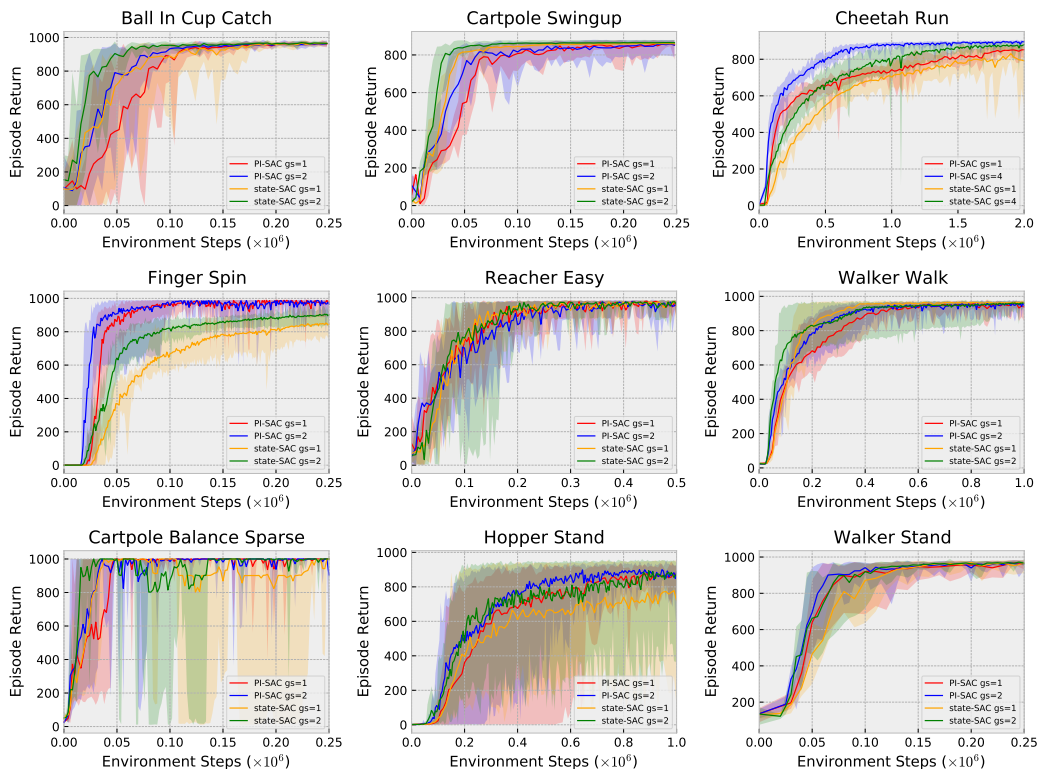 Ball In Cup Catch
Episode Return
1000
800
600
400
200
0
PI-SAC gs=1
PI-SAC gs=2
state-SAC gs=1
state-SAC gs=2
0.00 0.05 0.10 0.15 0.20 0.25
Environment Steps (×10⁶)
Cartpole Swingup
Episode Return
800
600
400
200
0
PI-SAC gs=1
PI-SAC gs=2
state-SAC gs=1
state-SAC gs=2
0.00 0.05 0.10 0.15 0.20 0.25
Environment Steps (×10⁶)
Cheetah Run
Episode Return
800
600
400
200
0
PI-SAC gs=1
PI-SAC gs=4
state-SAC gs=1
state-SAC gs=4
0.0 0.5 1.0 1.5 2.0
Environment Steps (×10⁶)
Finger Spin
Episode Return
1000
800
600
400
200
0
PI-SAC gs=1
PI-SAC gs=2
state-SAC gs=1
state-SAC gs=2
0.00 0.05 0.10 0.15 0.20 0.25
Environment Steps (×10⁶)
Reacher Easy
Episode Return
1000
800
600
400
200
0
PI-SAC gs=1
PI-SAC gs=2
state-SAC gs=1
state-SAC gs=2
0.0 0.1 0.2 0.3 0.4 0.5
Environment Steps (×10⁶)
Walker Walk
Episode Return
1000
800
600
400
200
0
PI-SAC gs=1
PI-SAC gs=2
state-SAC gs=1
state-SAC gs=2
0.0 0.2 0.4 0.6 0.8 1.0
Environment Steps (×10⁶)
Cartpole Balance Sparse
Episode Return
1000
800
600
400
200
0
PI-SAC gs=1
PI-SAC gs=2
state-SAC gs=1
state-SAC gs=2
0.00 0.05 0.10 0.15 0.20 0.25
Environment Steps (×10⁶)
Hopper Stand
Episode Return
1000
800
600
400
200
0
PI-SAC gs=1
PI-SAC gs=2
state-SAC gs=1
state-SAC gs=2
0.0 0.2 0.4 0.6 0.8 1.0
Environment Steps (×10⁶)
Walker Stand
Episode Return
1000
800
600
400
200
PI-SAC gs=1
PI-SAC gs=2
state-SAC gs=1
state-SAC gs=2
0.00 0.05 0.10 0.15 0.20 0.25
Environment Steps (×10⁶)